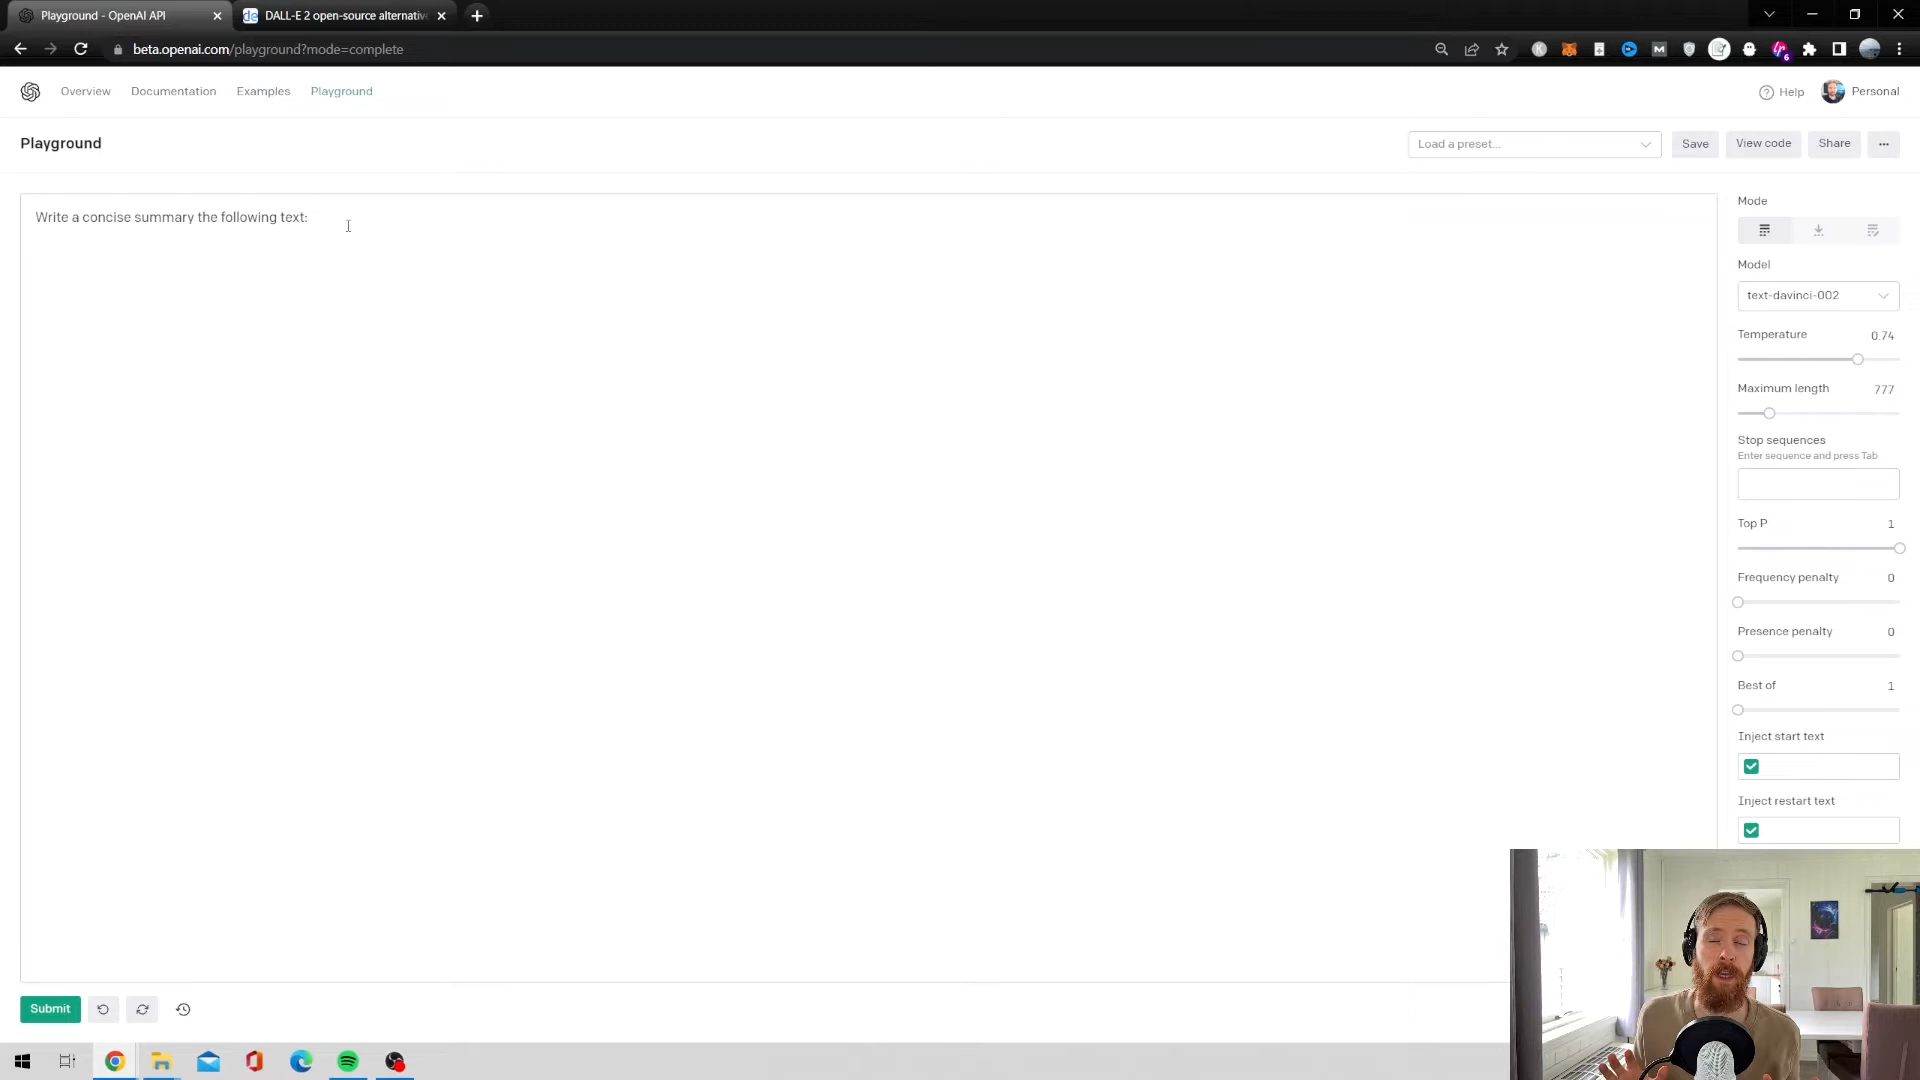 Playground - OpenAI API
DALL-E 2 open-source alternativ
beta.openai.com/playground?mode=complete
6
Overview
Documentation
Examples
Playground
Help
Personal
Playground
Load a preset...
Save
View code
Share
...
Write a concise summary the following text:
Mode
Model
text-davinci-002
Temperature 0.74
Maximum length 777
Stop sequences
Enter sequence and press Tab
Top P 1
Frequency penalty 0
Presence penalty 0
Best of 1
Inject start text
Inject restart text
Submit